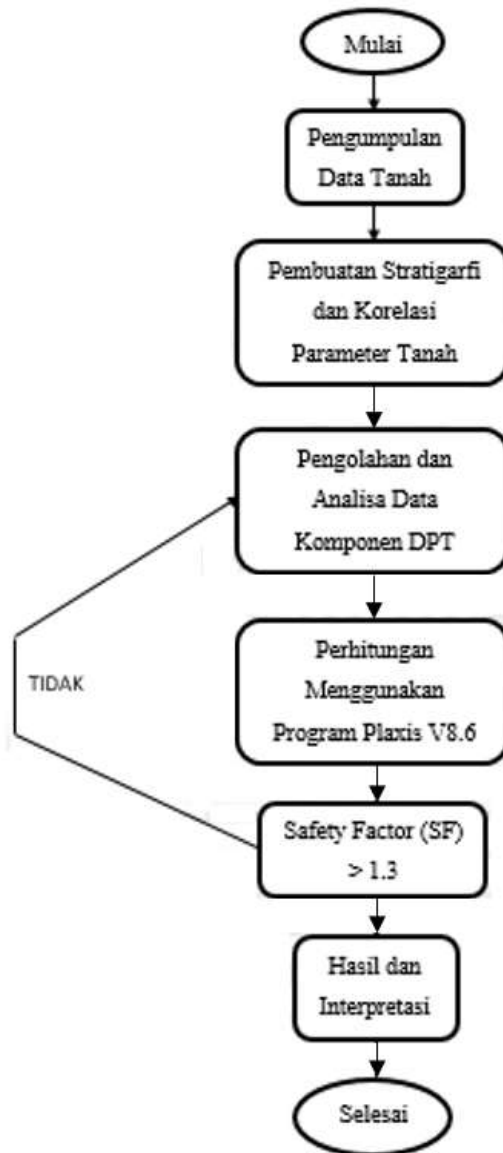 Mulai
Pengumpulan
Data Tanah
Pembuatan Stratigarfi
dan Korelasi
Parameter Tanah
Pengolahan dan
Analisa Data
Komponen DPT
TIDAK
Perhitungan
Menggunakan
Program Plaxis V8.6
Safety Factor (SF)
> 1.3
Hasil dan
Interpretasi
Selesai